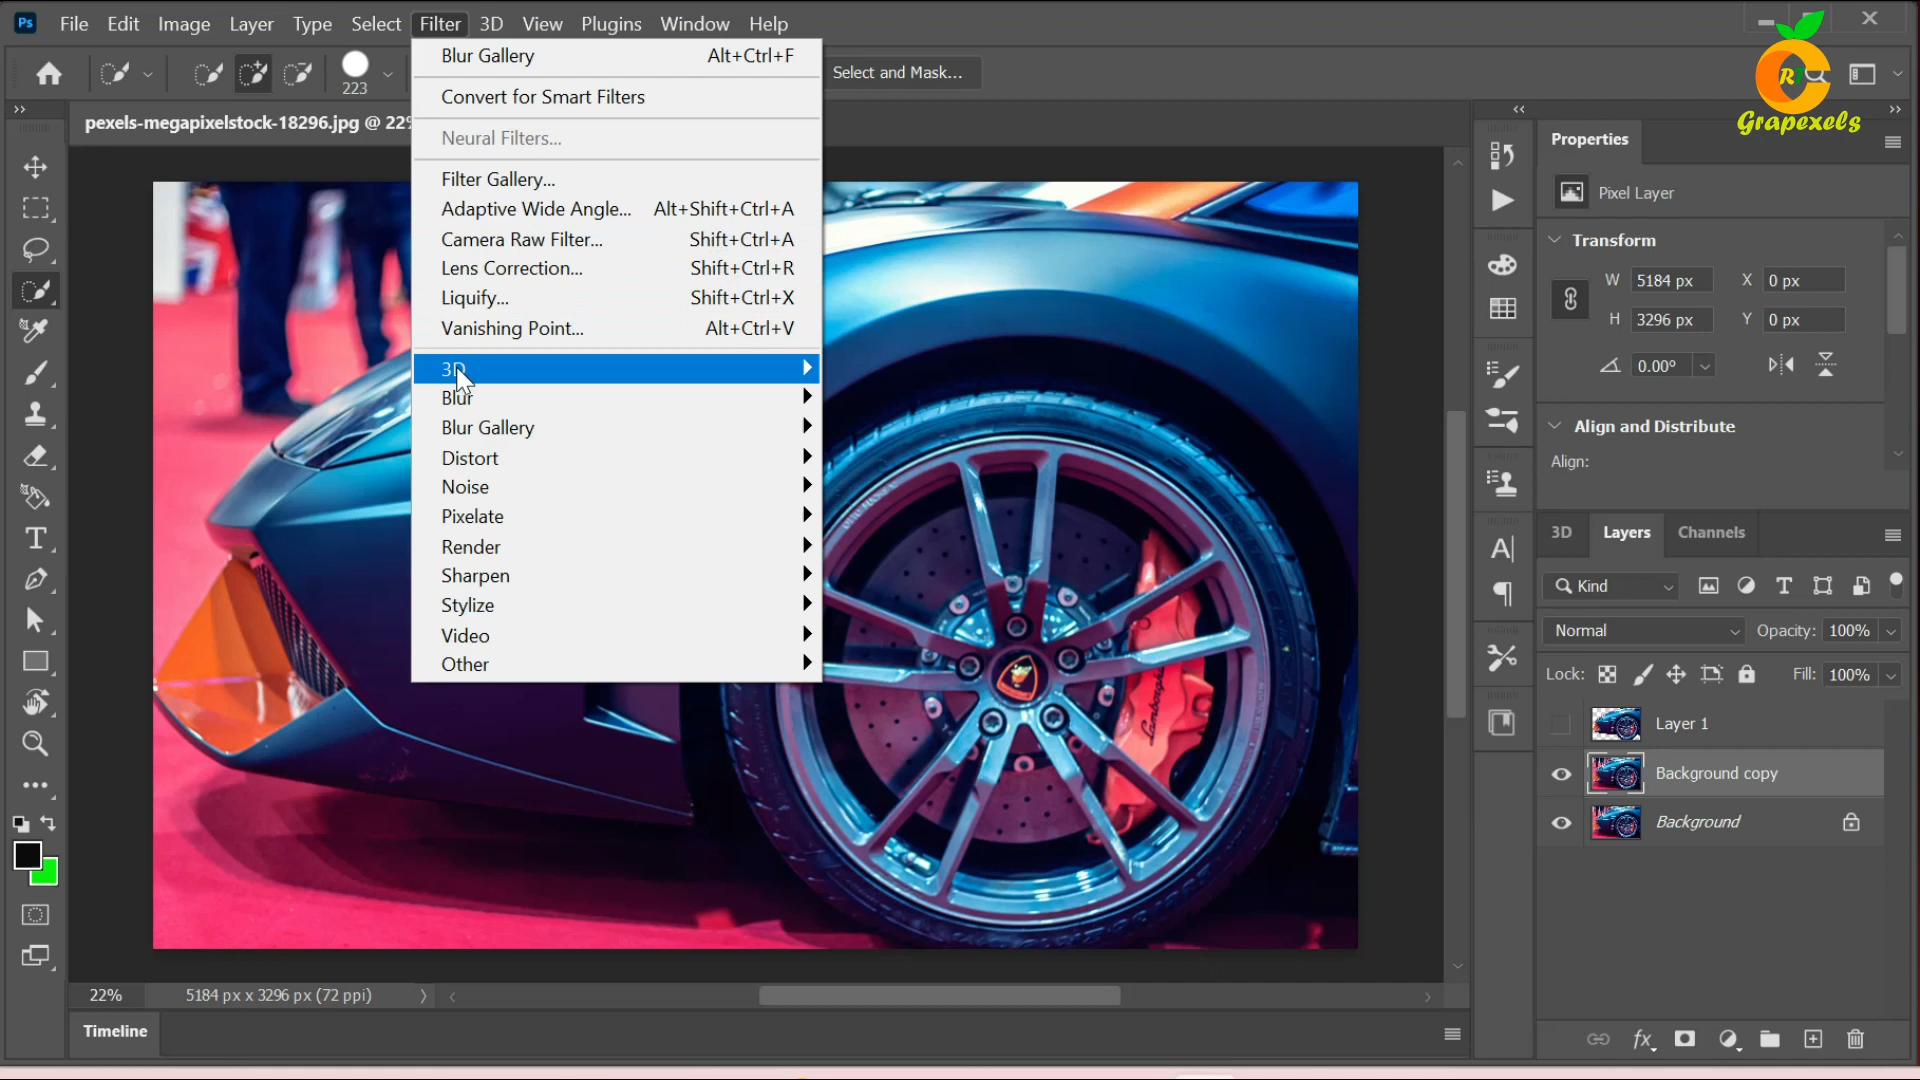 Ps File Edit Image Layer Type Select Filter 3D View Plugins Window Help
223
Select and Mask...
RT
Grapexels
pexels-megapixelstock-18296.jpg @ 22%
Blur Gallery Alt+Ctrl+F
Convert for Smart Filters
Neural Filters...
Filter Gallery...
Adaptive Wide Angle... Alt+Shift+Ctrl+A
Camera Raw Filter... Shift+Ctrl+A
Lens Correction... Shift+Ctrl+R
Liquify... Shift+Ctrl+X
Vanishing Point... Alt+Ctrl+V
3D
Blur
Blur Gallery
Distort
Noise
Pixelate
Render
Sharpen
Stylize
Video
Other
Lamborghini
Properties
Pixel Layer
Transform
W 5184 px X 0 px
H 3296 px Y 0 px
0.00°
Align and Distribute
Align:
3D Layers Channels
Kind
Normal Opacity: 100%
Lock: Fill: 100%
Layer 1
Background copy
Background
22% 5184 px x 3296 px (72 ppi)
Timeline